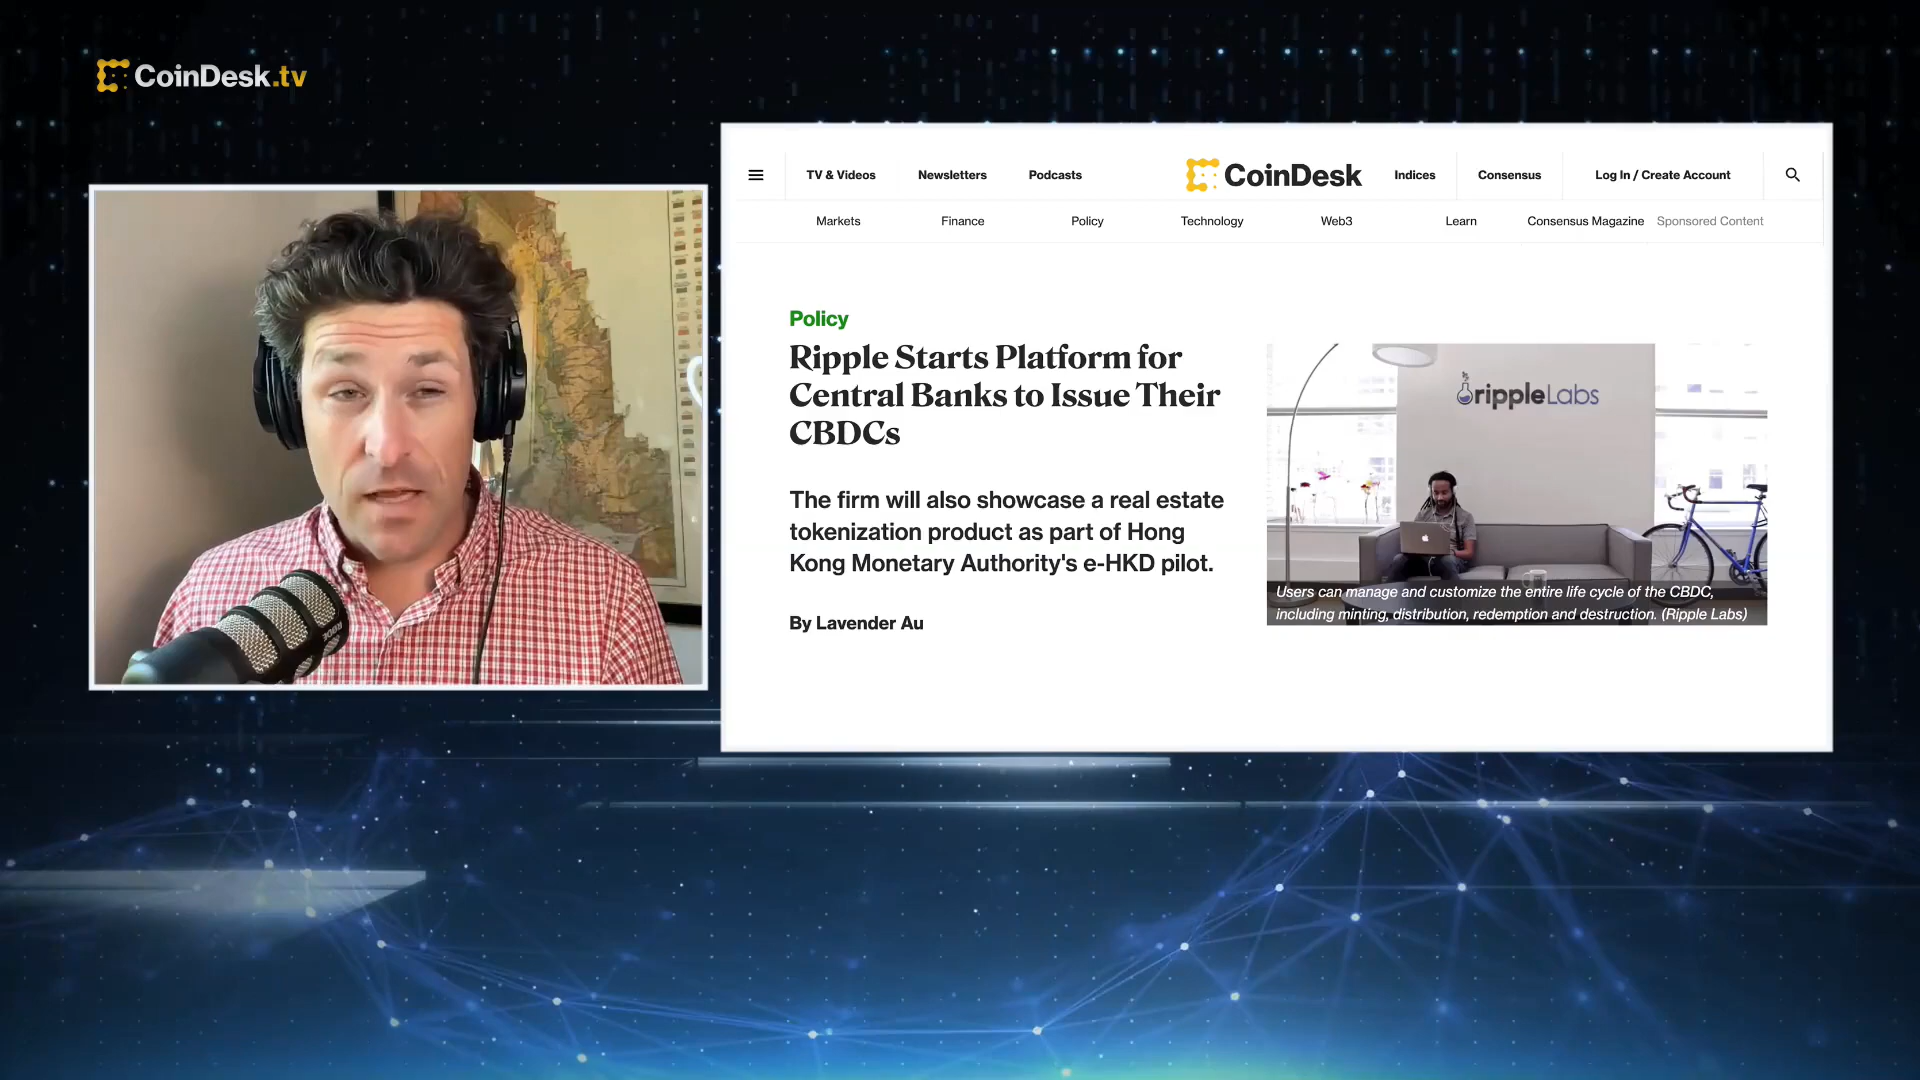 CoinDesk.tv
TV & Videos
Newsletters
Podcasts
CoinDesk
Indices
Consensus
Log In / Create Account
Markets
Finance
Policy
Technology
Web3
Learn
Consensus Magazine
Sponsored Content
Policy
Ripple Starts Platform for
Central Banks to Issue Their
CBDCs
The firm will also showcase a real estate
tokenization product as part of Hong
Kong Monetary Authority's e-HKD pilot.
By Lavender Au
rippleLabs
Users can manage and customize the entire life cycle of the CBDC,
including minting, distribution, redemption and destruction. (Ripple Labs)
RODE